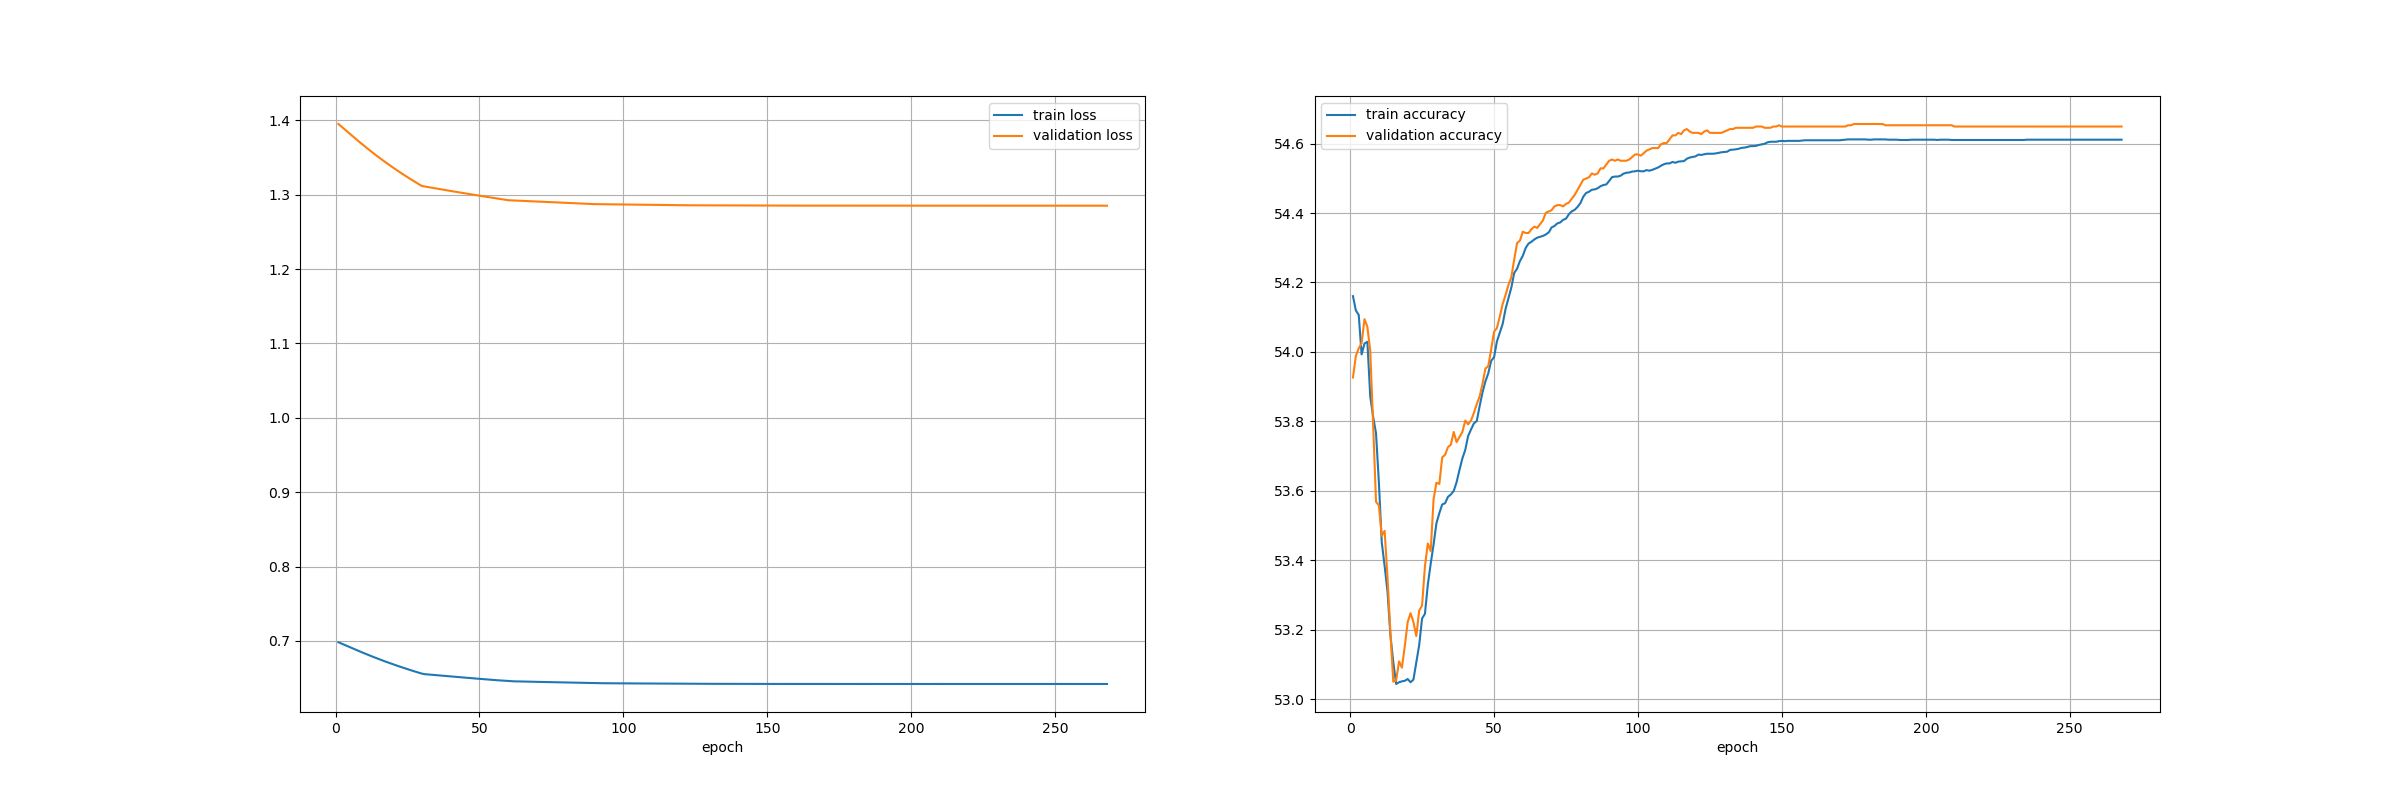 1.4
1.3
1.2
1.1
1.0
0.9
0.8
0.7
0 50 100 150 200 250
epoch
train loss
validation loss
54.6
54.4
54.2
54.0
53.8
53.6
53.4
53.2
53.0
0 50 100 150 200 250
epoch
train accuracy
validation accuracy